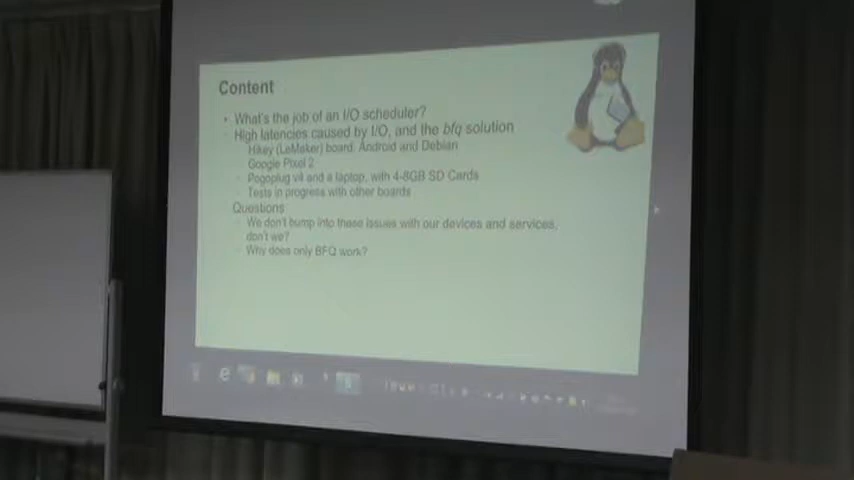 Content
What's the job of an I/O scheduler?
High latencies caused by I/O, and the bfq solution
Hikey (LeMaker) board, Android and Debian
Google Pixel 2
Pogoplug v4 and a laptop, with 4-8GB SD Cards
Tests in progress with other boards
Questions
We don't bump into these issues with our devices and services,
don't we?
Why does only BFQ work?